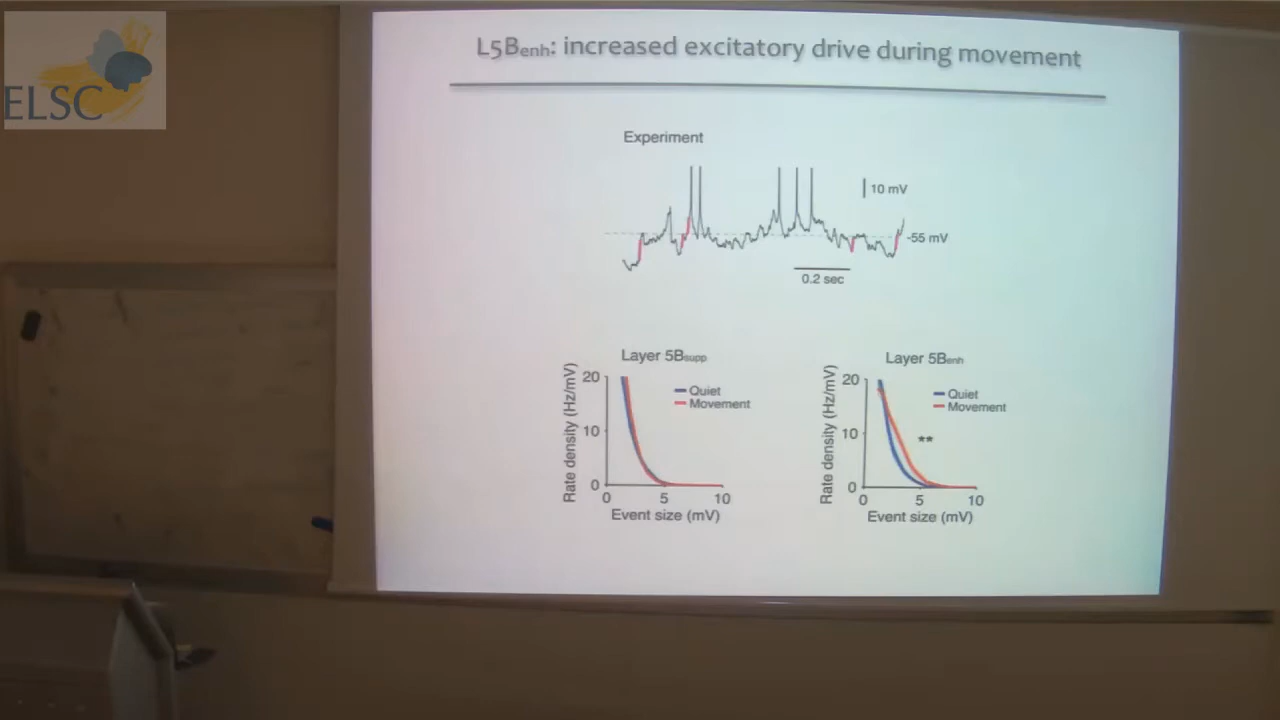 ELSC
L5Benh: increased excitatory drive during movement
Experiment
10 mV
-55 mV
0.2 sec
Layer 5Bsupp
Rate density (Hz/mV)
20
10
0
Quiet
Movement
0
5
10
Event size (mV)
Layer 5Benh
Rate density (Hz/mV)
20
10
0
Quiet
Movement
**
0
5
10
Event size (mV)